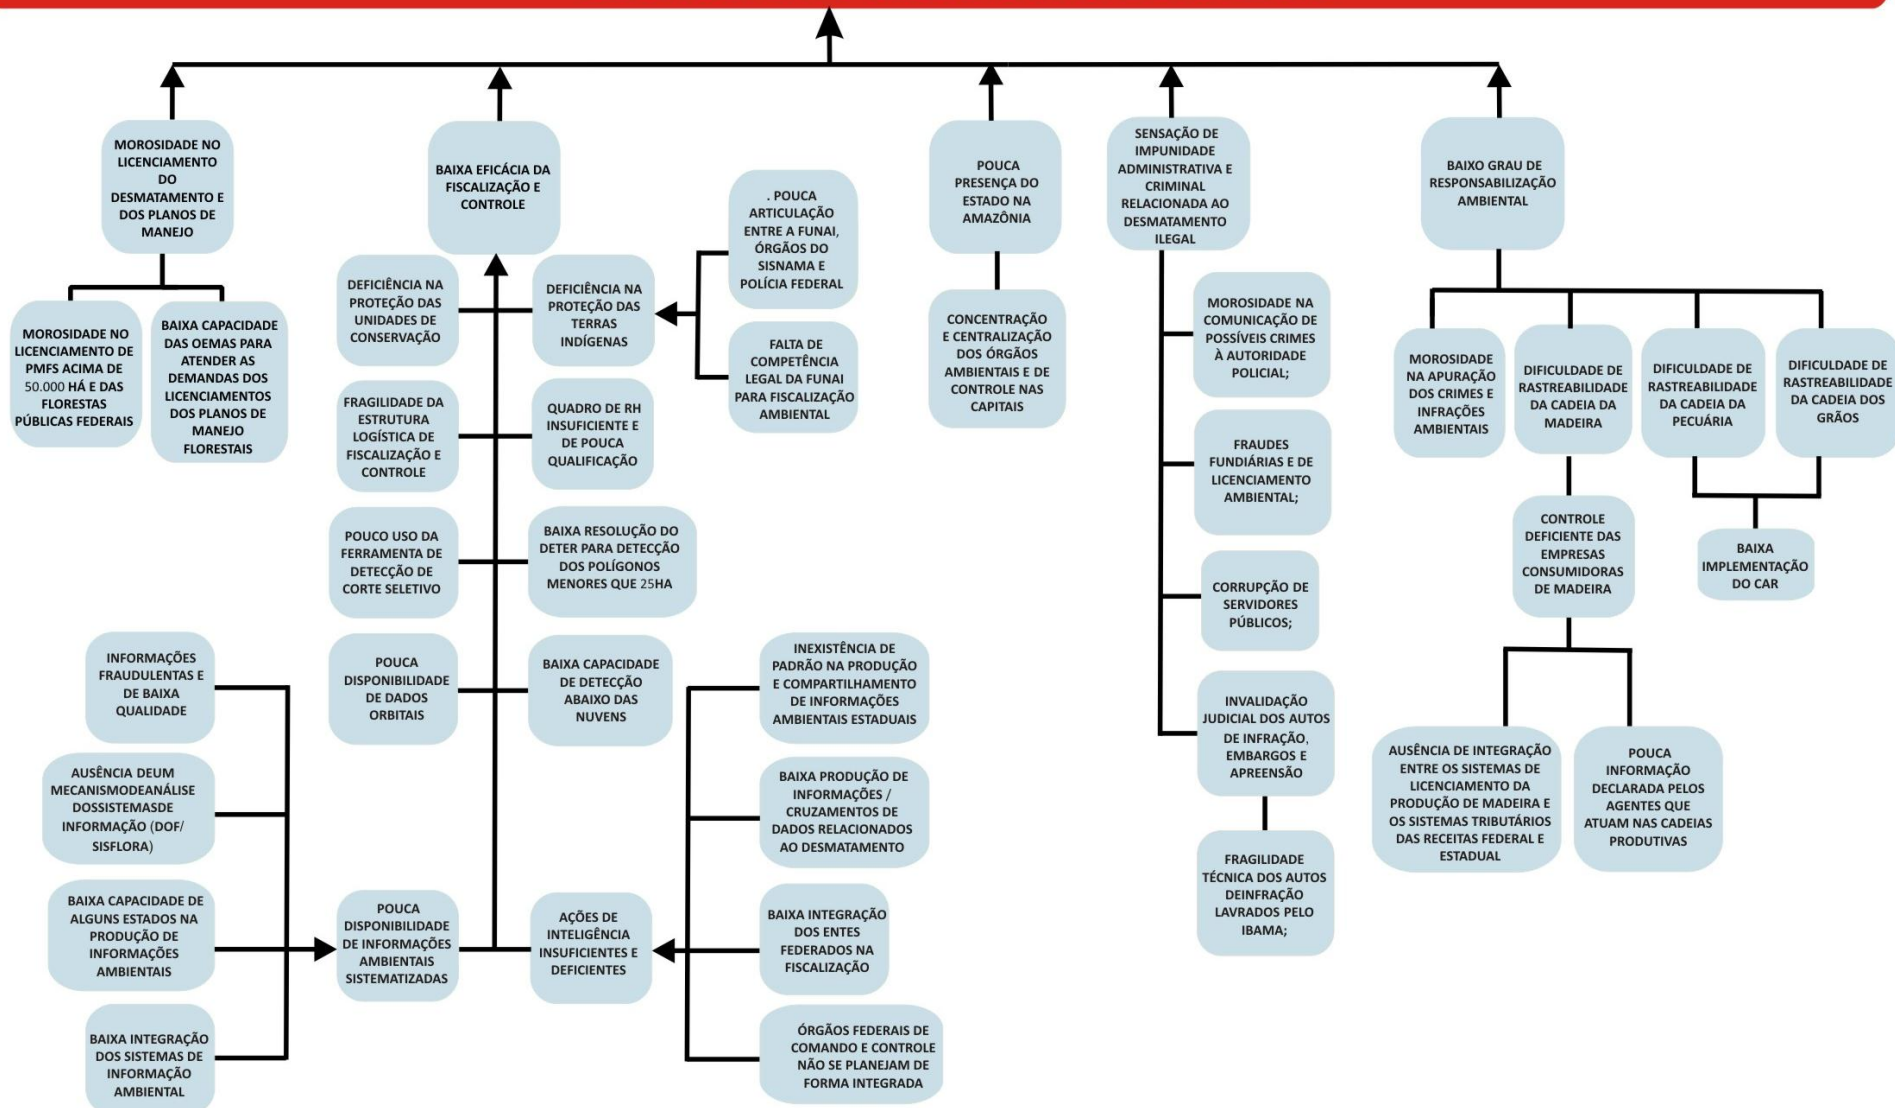 MOROSIDADE NO
LICENCIAMENTO
DO
DESMATAMENTO E
DOS PLANOS DE
MANEJO
MOROSIDADE NO
LICENCIAMENTO DE
PMFS ACIMA DE
50.000 HÁ E DAS
FLORESTAS
PÚBLICAS FEDERAIS
BAIXA CAPACIDADE
DAS OEMAS PARA
ATENDER AS
DEMANDAS DOS
LICENCIAMENTOS
DOS PLANOS DE
MANEJO
FLORESTAIS
BAIXA EFICÁCIA DA
FISCALIZAÇÃO E
CONTROLE
DEFICIÊNCIA NA
PROTEÇÃO DAS
UNIDADES DE
CONSERVAÇÃO
DEFICIÊNCIA NA
PROTEÇÃO DAS
TERRAS
INDÍGENAS
. POUCA
ARTICULAÇÃO
ENTRE A FUNAI,
ÓRGÃOS DO
SISNAMA E
POLÍCIA FEDERAL
FALTA DE
COMPETÊNCIA
LEGAL DA FUNAI
PARA FISCALIZAÇÃO
AMBIENTAL
FRAGILIDADE DA
ESTRUTURA
LOGÍSTICA DE
FISCALIZAÇÃO E
CONTROLE
QUADRO DE RH
INSUFICIENTE E
DE POUCA
QUALIFICAÇÃO
POUCO USO DA
FERRAMENTA DE
DETECÇÃO DE
CORTE SELETIVO
BAIXA RESOLUÇÃO DO
DETER PARA DETECÇÃO
DOS POLÍGONOS
MENORES QUE 25HA
POUCA
DISPONIBILIDADE
DE DADOS
ORBITAIS
BAIXA CAPACIDADE
DE DETECÇÃO
ABAIXO DAS
NUVENS
INFORMAÇÕES
FRAUDULENTAS E
DE BAIXA
QUALIDADE
AUSÊNCIA DEUM
MECANISMODEANÁLISE
DOSSISTEMASDE
INFORMAÇÃO (DOF/
SISFLORA)
BAIXA CAPACIDADE DE
ALGUNS ESTADOS NA
PRODUÇÃO DE
INFORMAÇÕES
AMBIENTAIS
BAIXA INTEGRAÇÃO
DOS SISTEMAS DE
INFORMAÇÃO
AMBIENTAL
POUCA
DISPONIBILIDADE
DE INFORMAÇÕES
AMBIENTAIS
SISTEMATIZADAS
AÇÕES DE
INTELIGÊNCIA
INSUFICIENTES E
DEFICIENTES
INEXISTÊNCIA DE
PADRÃO NA PRODUÇÃO
E COMPARTILHAMENTO
DE INFORMAÇÕES
AMBIENTAIS ESTADUAIS
BAIXA PRODUÇÃO DE
INFORMAÇÕES /
CRUZAMENTOS DE
DADOS RELACIONADOS
AO DESMATAMENTO
BAIXA INTEGRAÇÃO
DOS ENTES
FEDERADOS NA
FISCALIZAÇÃO
ÓRGÃOS FEDERAIS DE
COMANDO E CONTROLE
NÃO SE PLANEJAM DE
FORMA INTEGRADA
POUCA
PRESENÇA DO
ESTADO NA
AMAZÔNIA
CONCENTRAÇÃO
E CENTRALIZAÇÃO
DOS ÓRGÃOS
AMBIENTAIS E DE
CONTROLE NAS
CAPITAIS
SENSAÇÃO DE
IMPUNIDADE
ADMINISTRATIVA E
CRIMINAL
RELACIONADA AO
DESMATAMENTO
ILEGAL
MOROSIDADE NA
COMUNICAÇÃO DE
POSSÍVEIS CRIMES
À AUTORIDADE
POLICIAL;
FRAUDES
FUNDIÁRIAS E DE
LICENCIAMENTO
AMBIENTAL;
CORRUPÇÃO DE
SERVIDORES
PÚBLICOS;
INVALIDAÇÃO
JUDICIAL DOS AUTOS
DE INFRAÇÃO,
EMBARGOS E
APREENSÃO
FRAGILIDADE
TÉCNICA DOS AUTOS
DEINFRAÇÃO
LAVRADOS PELO
IBAMA;
BAIXO GRAU DE
RESPONSABILIZAÇÃO
AMBIENTAL
MOROSIDADE
NA APURAÇÃO
DOS CRIMES E
INFRAÇÕES
AMBIENTAIS
DIFICULDADE DE
RASTREABILIDADE
DA CADEIA DA
MADEIRA
DIFICULDADE DE
RASTREABILIDADE
DA CADEIA DA
PECUÁRIA
DIFICULDADE DE
RASTREABILIDADE
DA CADEIA DOS
GRÃOS
CONTROLE
DEFICIENTE DAS
EMPRESAS
CONSUMIDORAS
DE MADEIRA
BAIXA
IMPLEMENTAÇÃO
DO CAR
AUSÊNCIA DE INTEGRAÇÃO
ENTRE OS SISTEMAS DE
LICENCIAMENTO DA
PRODUÇÃO DE MADEIRA E
OS SISTEMAS TRIBUTÁRIOS
DAS RECEITAS FEDERAL E
ESTADUAL
POUCA
INFORMAÇÃO
DECLARADA PELOS
AGENTES QUE
ATUAM NAS CADEIAS
PRODUTIVAS